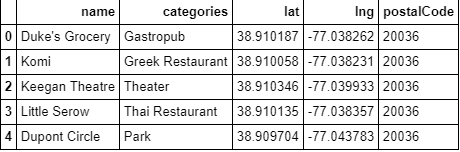 name categories lat lng postalCode
0 Duke's Grocery Gastropub 38.910187 -77.038262 20036
1 Komi Greek Restaurant 38.910058 -77.038231 20036
2 Keegan Theatre Theater 38.910346 -77.039933 20036
3 Little Serow Thai Restaurant 38.910135 -77.038357 20036
4 Dupont Circle Park 38.909704 -77.043783 20036